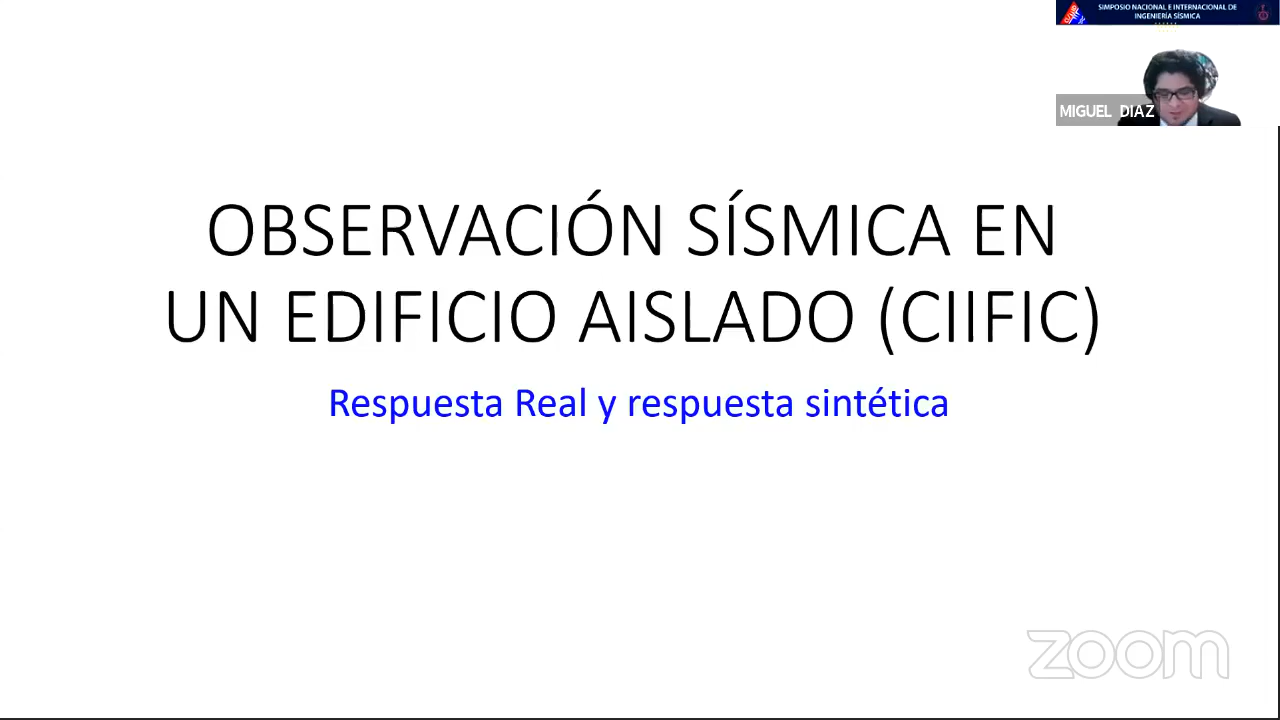 SIMPOSIO NACIONAL E INTERNACIONAL DE
INGENIERÍA SÍSMICA
MIGUEL DIAZ
OBSERVACIÓN SÍSMICA EN
UN EDIFICIO AISLADO (CIIFIC)
Respuesta Real y respuesta sintética
zoom